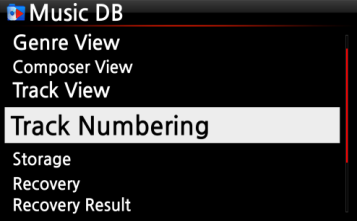 Music DB
Genre View
Composer View
Track View
Track Numbering
Storage
Recovery
Recovery Result